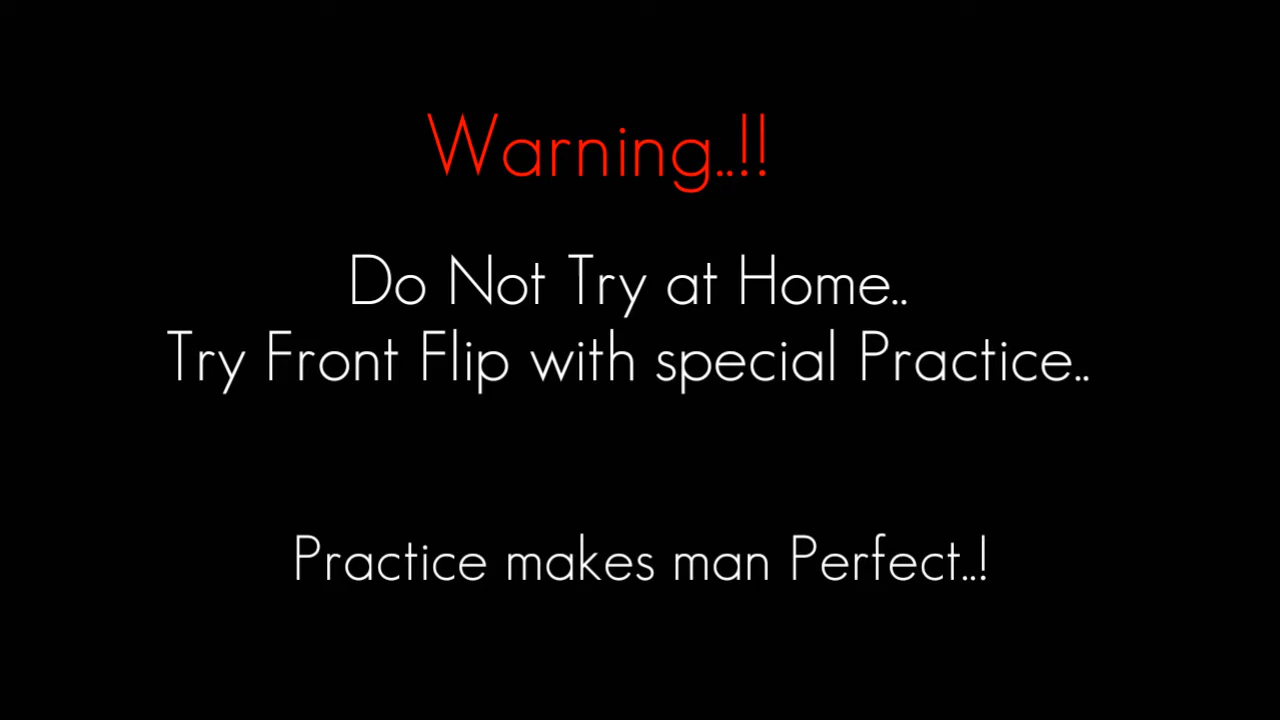 Warning..!!
Do Not Try at Home..
Try Front Flip with special Practice..
Practice makes man Perfect..!